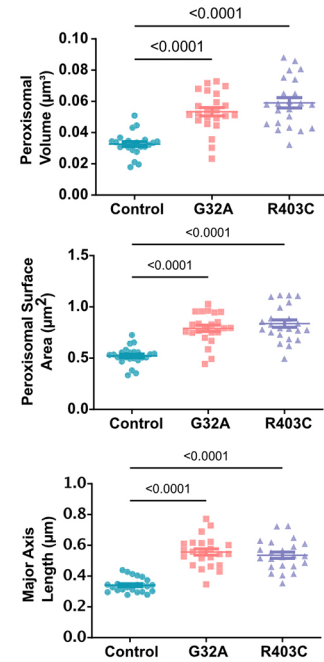 <0.0001
<0.0001
0.10
0.08
0.06
0.04
0.02
0.00
Peroxisomal
Volume (µm³)
Control G32A R403C
<0.0001
<0.0001
1.5
1.0
0.5
0.0
Peroxisomal Surface
Area (µm²)
Control G32A R403C
<0.0001
<0.0001
1.0
0.8
0.6
0.4
0.2
0.0
Major Axis
Length (µm)
Control G32A R403C